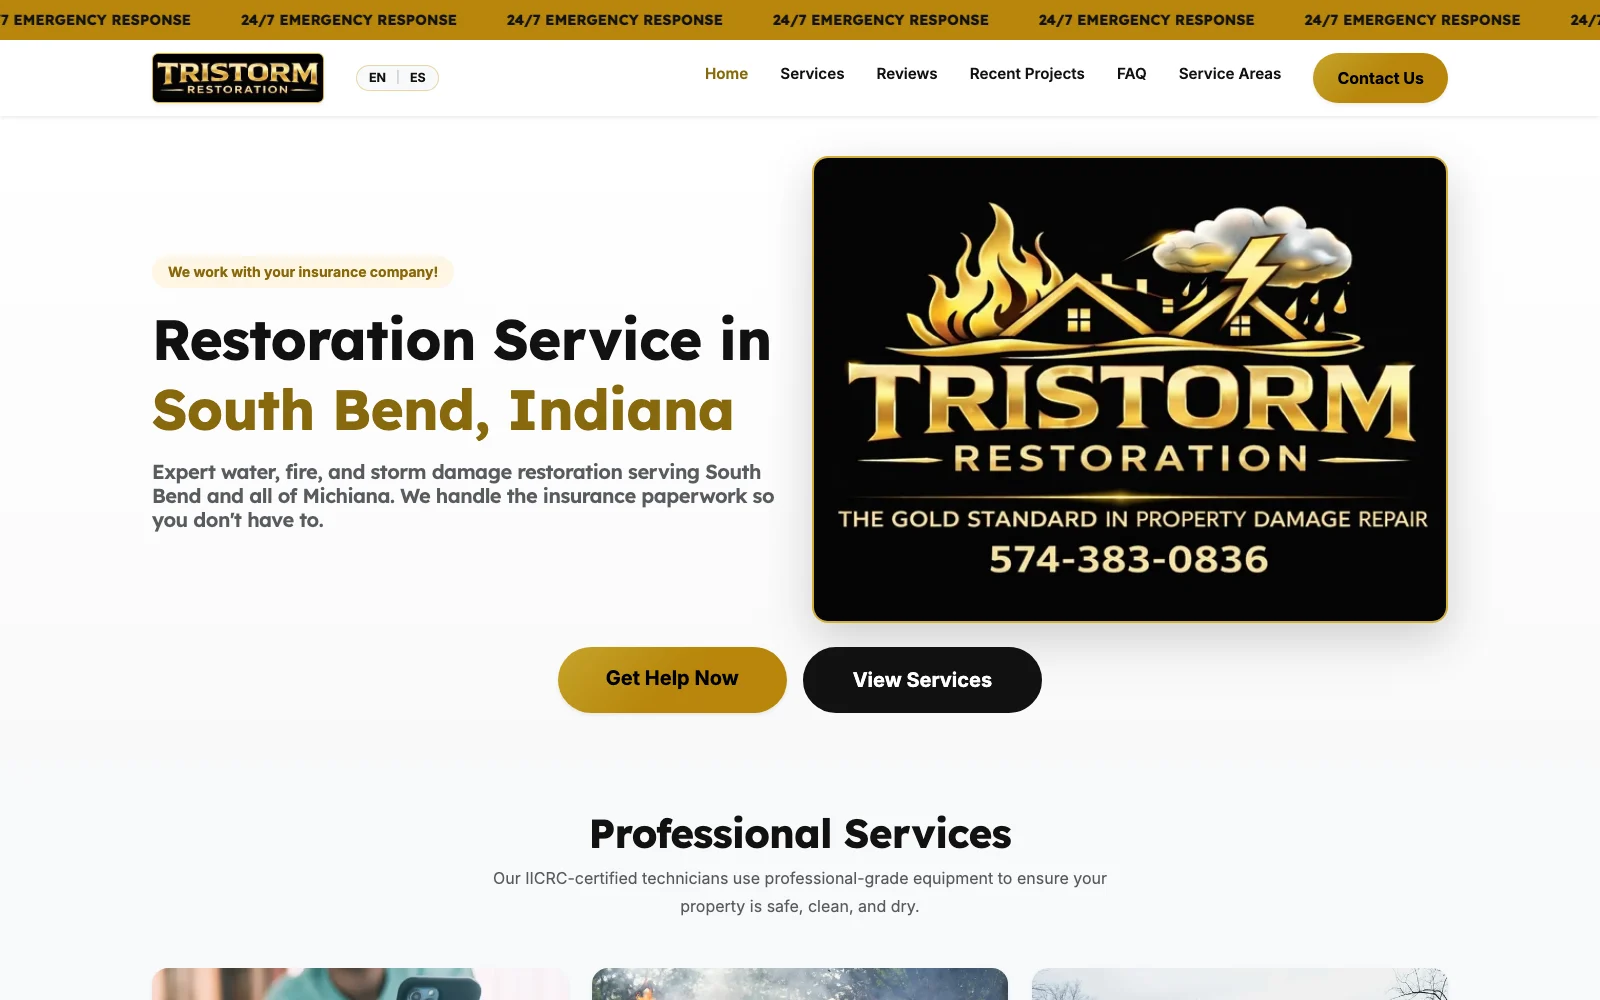 7 EMERGENCY RESPONSE 24/7 EMERGENCY RESPONSE 24/7 EMERGENCY RESPONSE 24/7 EMERGENCY RESPONSE 24/7 EMERGENCY RESPONSE 24/7 EMERGENCY RESPONSE 24/7
TRISTORM
RESTORATION
EN | ES
Home Services Reviews Recent Projects FAQ Service Areas Contact Us
We work with your insurance company!
Restoration Service in
South Bend, Indiana
Expert water, fire, and storm damage restoration serving South
Bend and all of Michiana. We handle the insurance paperwork so
you don't have to.
TRISTORM
RESTORATION
THE GOLD STANDARD IN PROPERTY DAMAGE REPAIR
574-383-0836
Get Help Now View Services
Professional Services
Our IICRC-certified technicians use professional-grade equipment to ensure your
property is safe, clean, and dry.